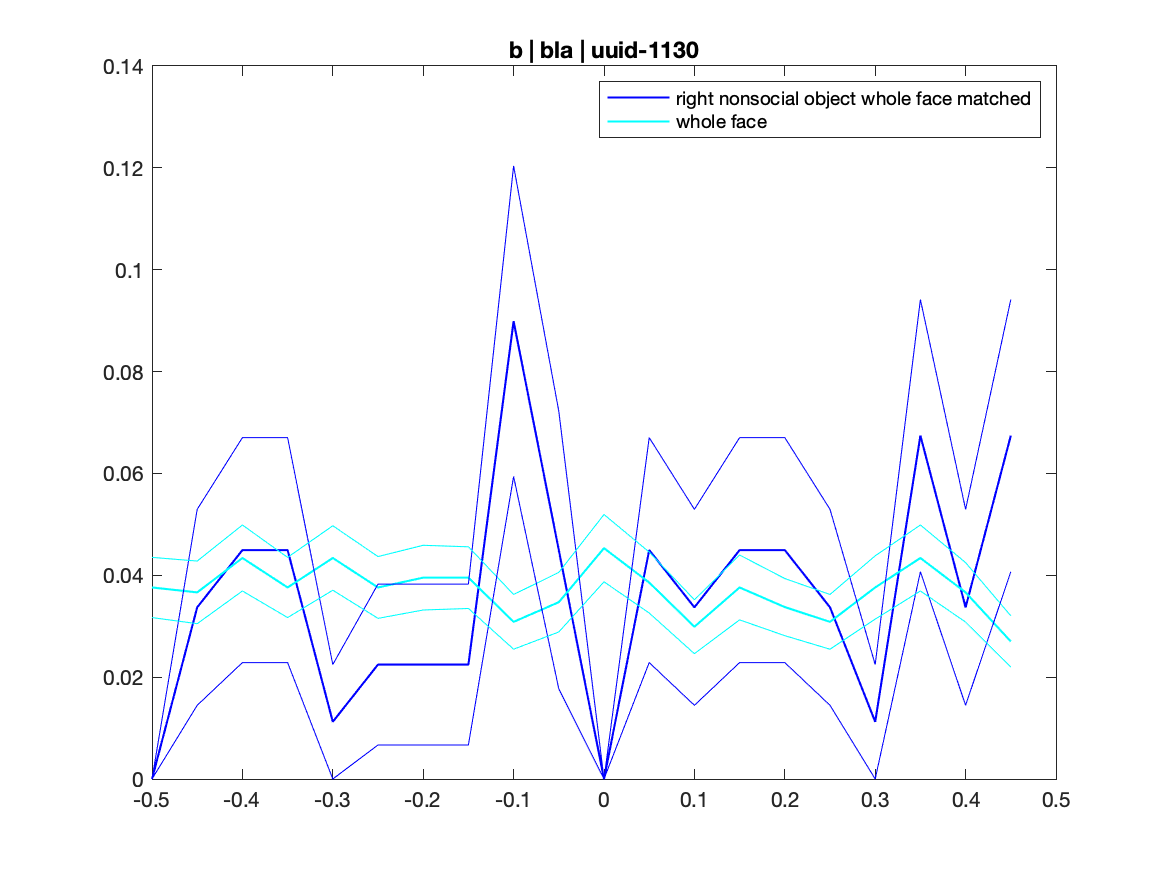 b | bla | uuid-1130
0.14
0.12
0.1
0.08
0.06
0.04
0.02
0
right nonsocial object whole face matched
whole face
-0.5 -0.4 -0.3 -0.2 -0.1 0 0.1 0.2 0.3 0.4 0.5